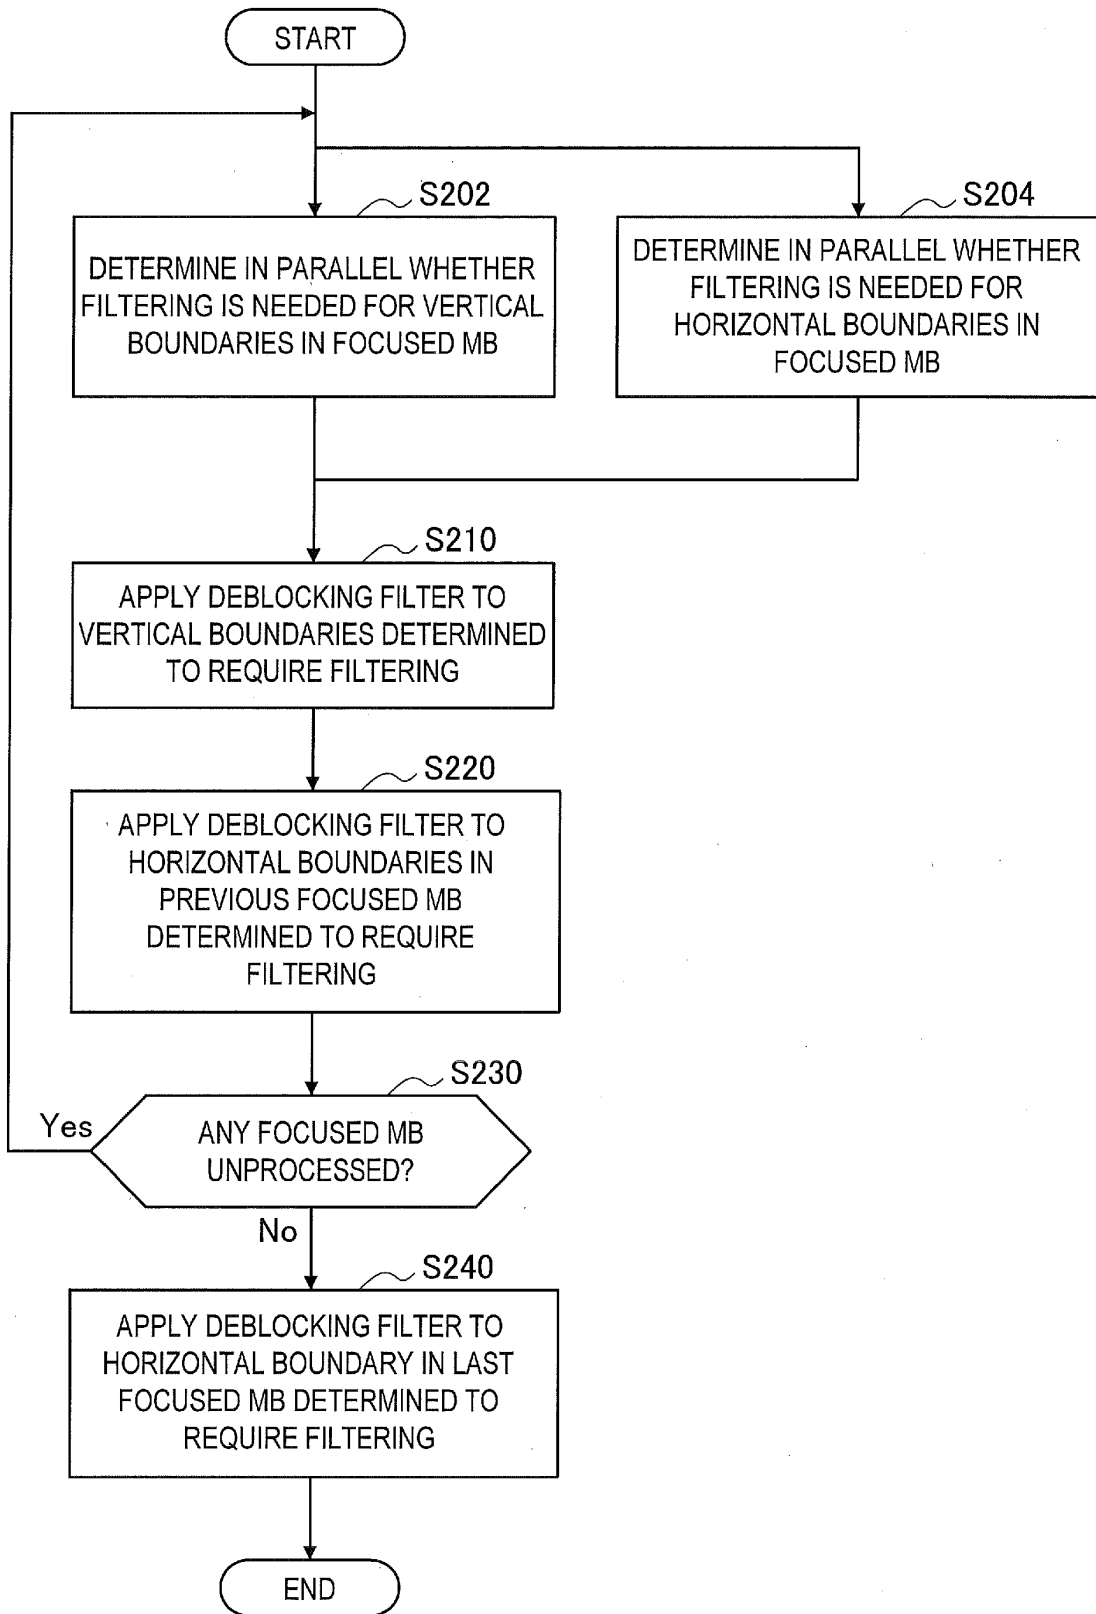 START
S202
DETERMINE IN PARALLEL WHETHER
FILTERING IS NEEDED FOR VERTICAL
BOUNDARIES IN FOCUSED MB
S204
DETERMINE IN PARALLEL WHETHER
FILTERING IS NEEDED FOR
HORIZONTAL BOUNDARIES IN
FOCUSED MB
S210
APPLY DEBLOCKING FILTER TO
VERTICAL BOUNDARIES DETERMINED
TO REQUIRE FILTERING
S220
APPLY DEBLOCKING FILTER TO
HORIZONTAL BOUNDARIES IN
PREVIOUS FOCUSED MB
DETERMINED TO REQUIRE
FILTERING
S230
Yes
ANY FOCUSED MB
UNPROCESSED?
No
S240
APPLY DEBLOCKING FILTER TO
HORIZONTAL BOUNDARY IN LAST
FOCUSED MB DETERMINED TO
REQUIRE FILTERING
END